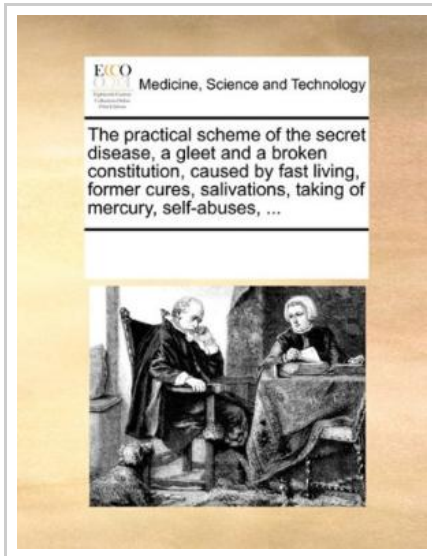 ECCO
Medicine, Science and Technology
The practical scheme of the secret
disease, a gleet and a broken
constitution, caused by fast living,
former cures, salivations, taking of
mercury, self-abuses, ...